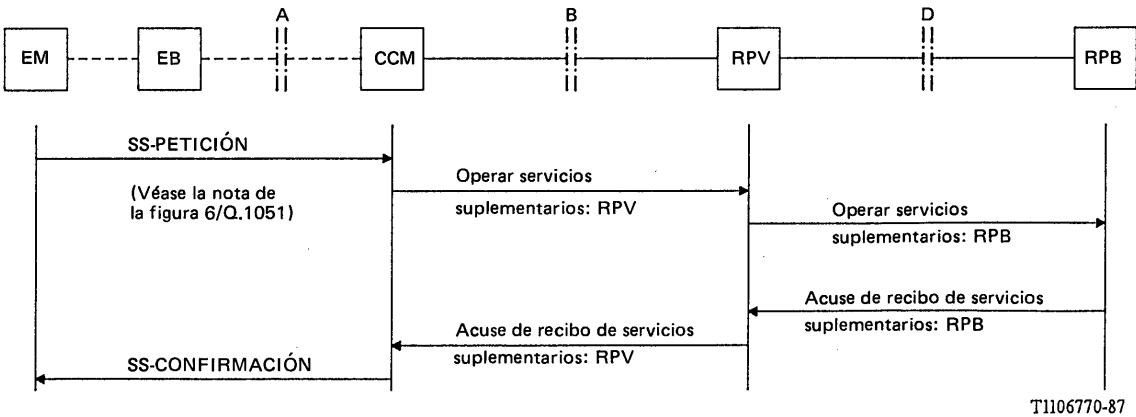 A
B
D
EM
EB
CCM
RPV
RPB
SS-PETICIÓN
(Véase la nota de
la figura 6/Q.1051)
Operar servicios
suplementarios: RPV
Operar servicios
suplementarios: RPB
Acuse de recibo de servicios
suplementarios: RPB
Acuse de recibo de servicios
suplementarios: RPV
SS-CONFIRMACIÓN
T1106770-87